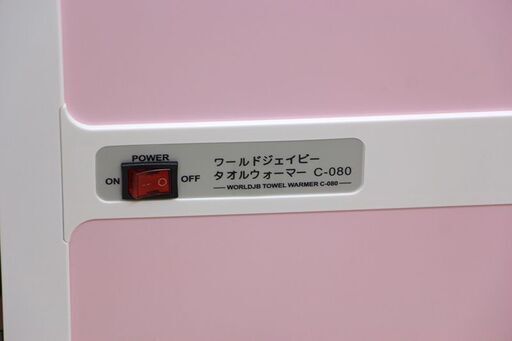 POWER
ON OFF
ワールドジェイビー
タオルウォーマー C-080
WORLDJB TOWEL WARMER C-080